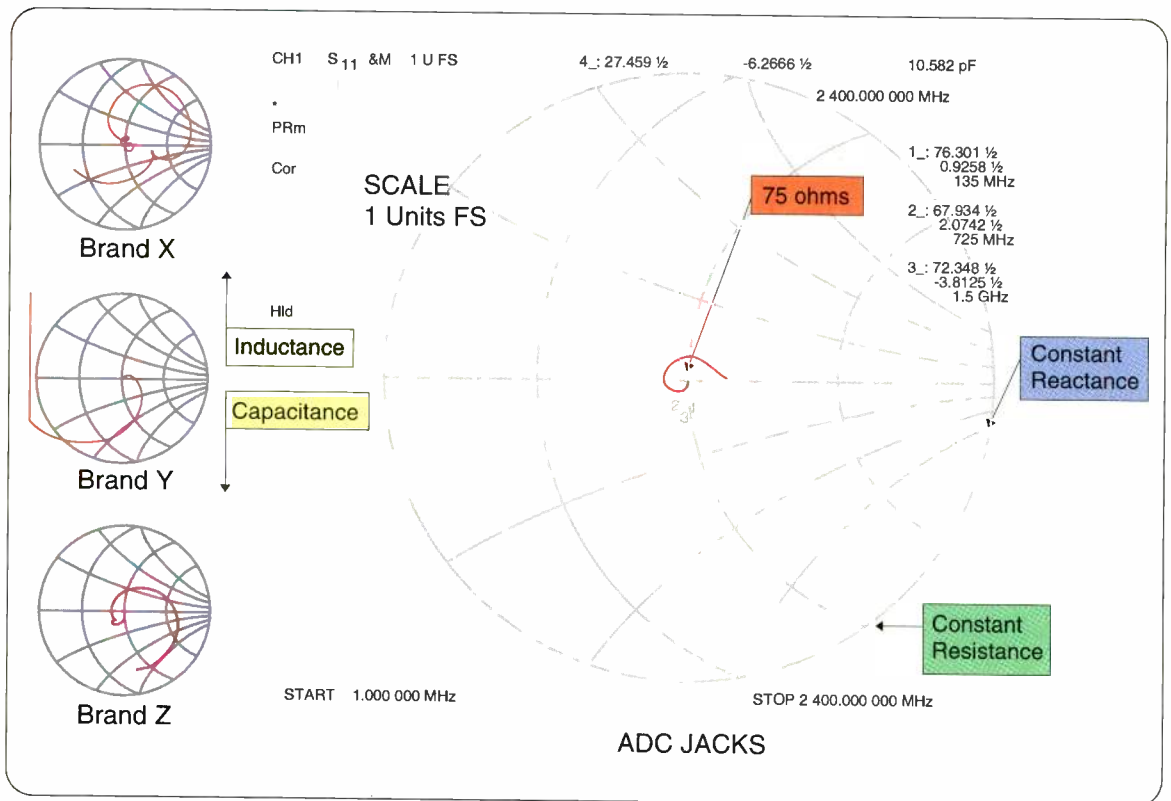 CH1 S11 &M 1 U FS 4_: 27.459 ½ -6.2666 ½ 10.582 pF
2 400.000 000 MHz
*
PRm
Cor
1_: 76.301 ½
0.9258 ½
135 MHz
2_: 67.934 ½
2.0742 ½
725 MHz
3_: 72.348 ½
-3.8125 ½
1.5 GHz
SCALE
1 Units FS
75 ohms
Brand X
Hld
Inductance
Capacitance
Constant
Reactance
1
2
34
Brand Y
Constant
Resistance
Brand Z
START 1.000 000 MHz
STOP 2 400.000 000 MHz
ADC JACKS